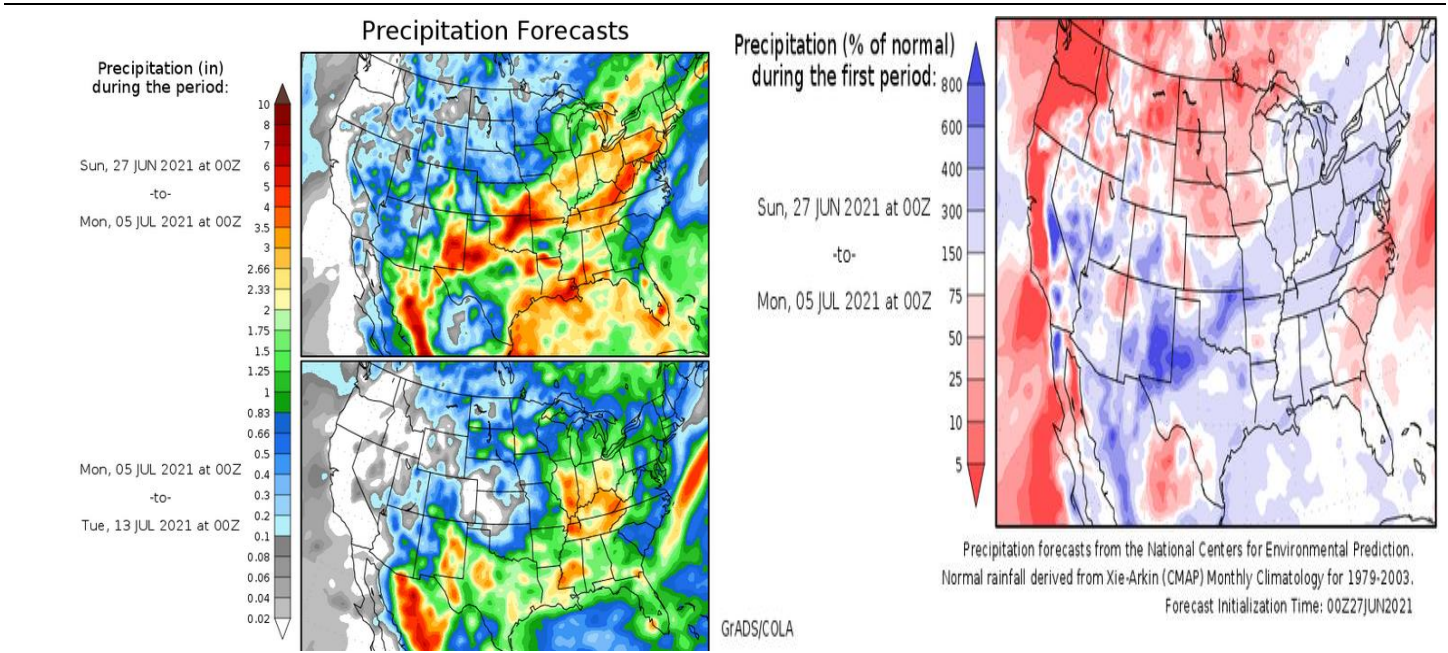 Precipitation Forecasts
Precipitation (in)
during the period:
10
8
7
6
5
4
3.5
3
2.66
2.33
2
1.75
1.5
1.25
1
0.83
0.66
0.5
0.4
0.3
0.2
0.1
0.08
0.06
0.04
0.02
Sun, 27 JUN 2021 at 00Z
-to-
Mon, 05 JUL 2021 at 00Z
Mon, 05 JUL 2021 at 00Z
-to-
Tue, 13 JUL 2021 at 00Z
GrADS/COLA
Precipitation (% of normal)
during the first period:
800
600
400
300
150
75
50
25
10
5
Sun, 27 JUN 2021 at 00Z
-to-
Mon, 05 JUL 2021 at 00Z
Precipitation forecasts from the National Centers for Environmental Prediction.
Normal rainfall derived from Xie-Arkin (CMAP) Monthly Climatology for 1979-2003.
Forecast Initialization Time: 00Z27JUN2021